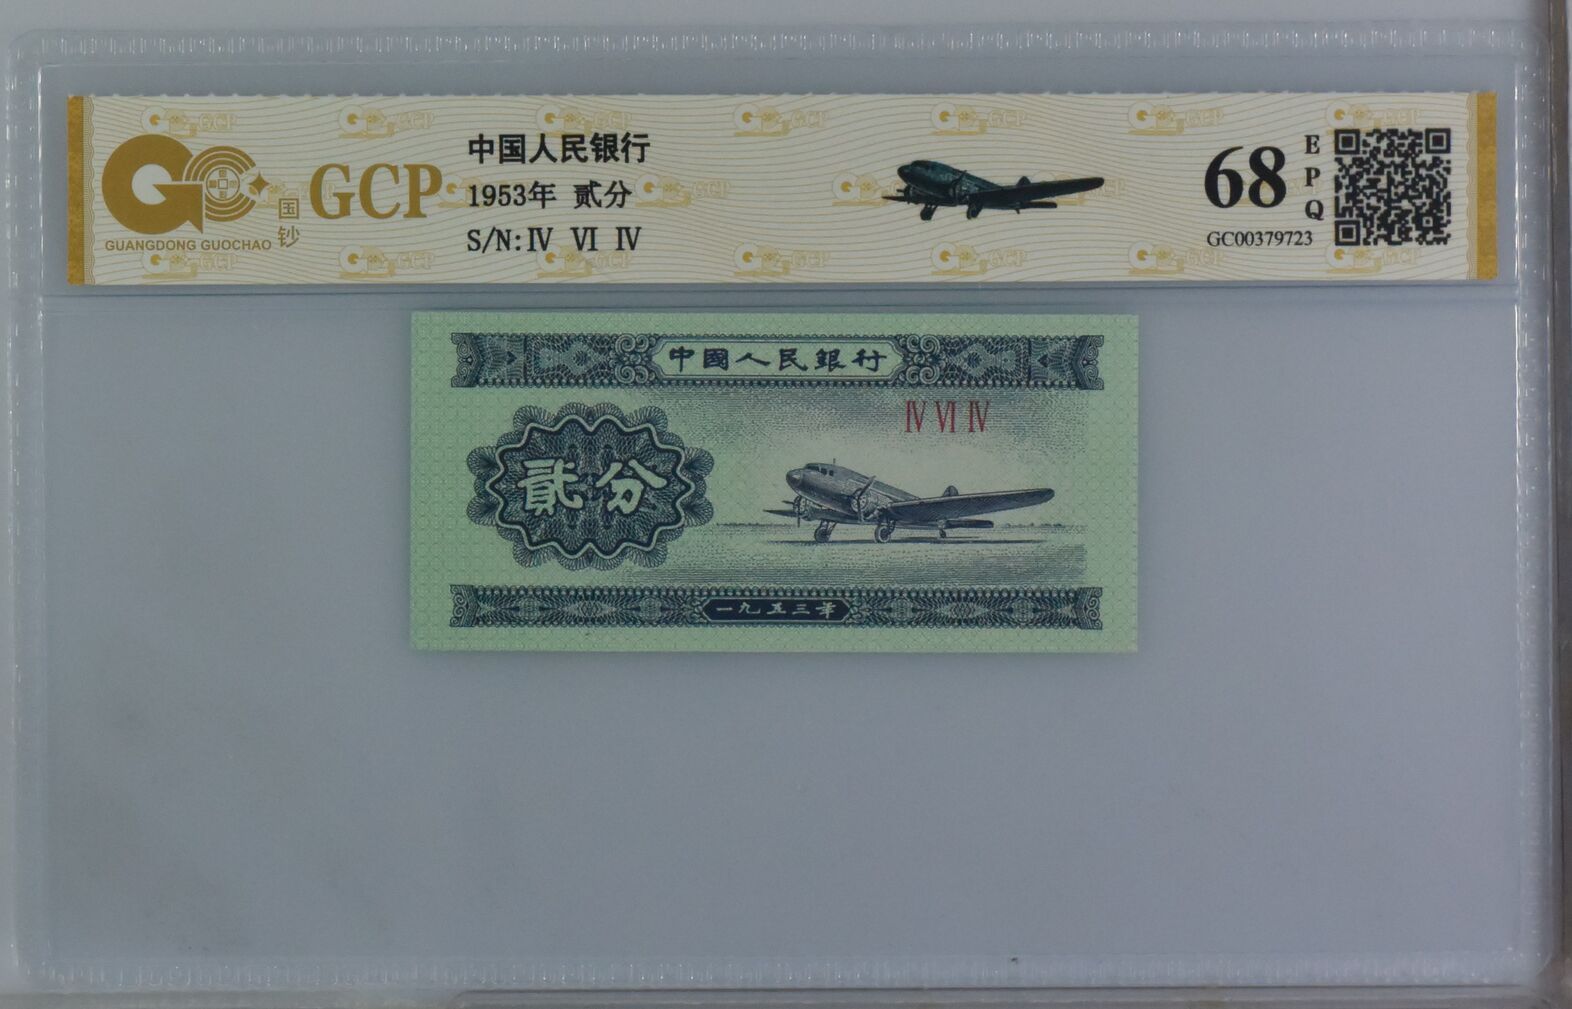 GUANGDONG GUOCHAO
国钞
GCP
中国人民银行
1953年 贰分
S/N:Ⅳ Ⅵ Ⅳ
68
EPQ
GC00379723
中國人民銀行
Ⅳ Ⅵ Ⅳ
貳分
一九五三年